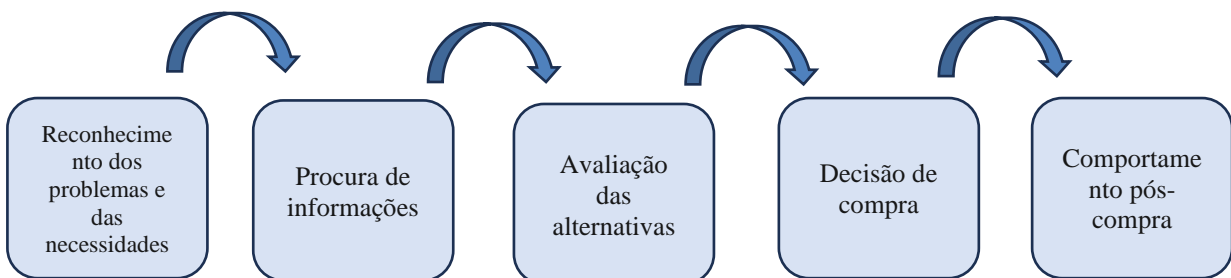 Reconhecime
nto dos
problemas e
das
necessidades
Procura de
informações
Avaliação
das
alternativas
Decisão de
compra
Comportame
nto pós-
compra